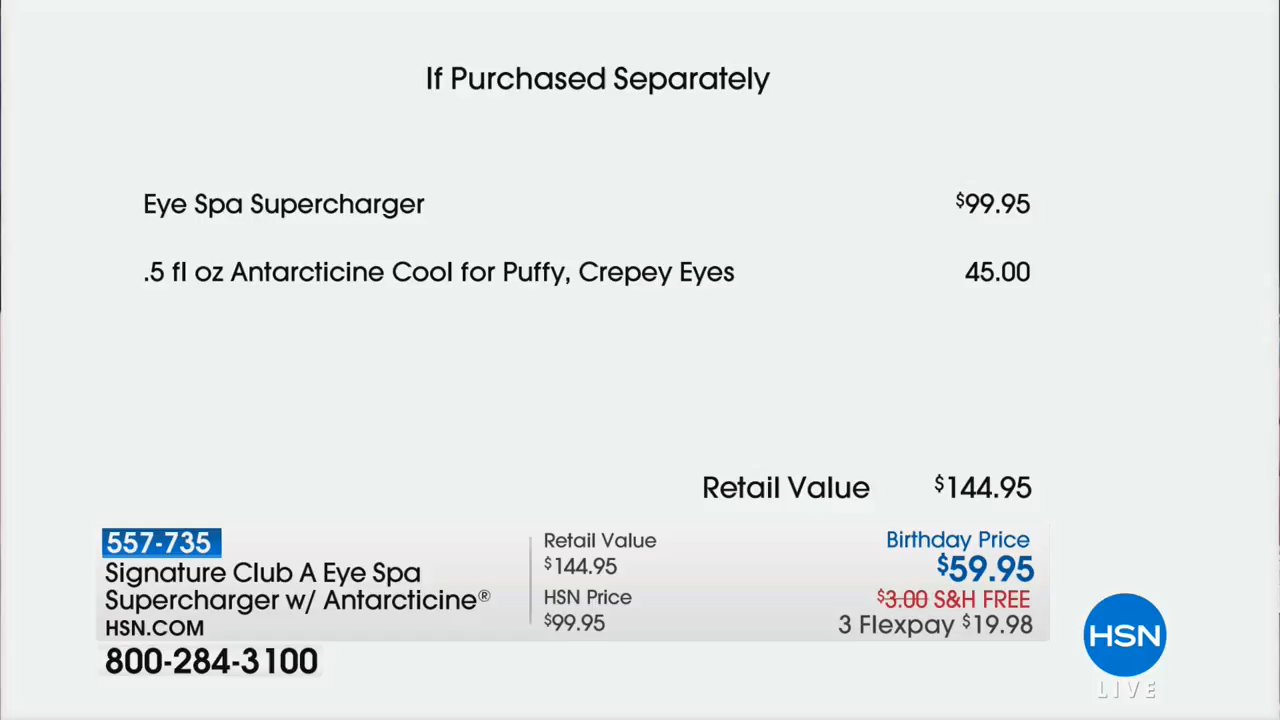 If Purchased Separately
Eye Spa Supercharger $99.95
.5 fl oz Antarcticine Cool for Puffy, Crepey Eyes 45.00
Retail Value $144.95
557-735
Signature Club A Eye Spa
Supercharger w/ Antarcticine®
HSN.COM
800-284-3100
Retail Value
$144.95
HSN Price
$99.95
Birthday Price
$59.95
$3.00 S&H FREE
3 Flexpay $19.98
HSN
LIVE